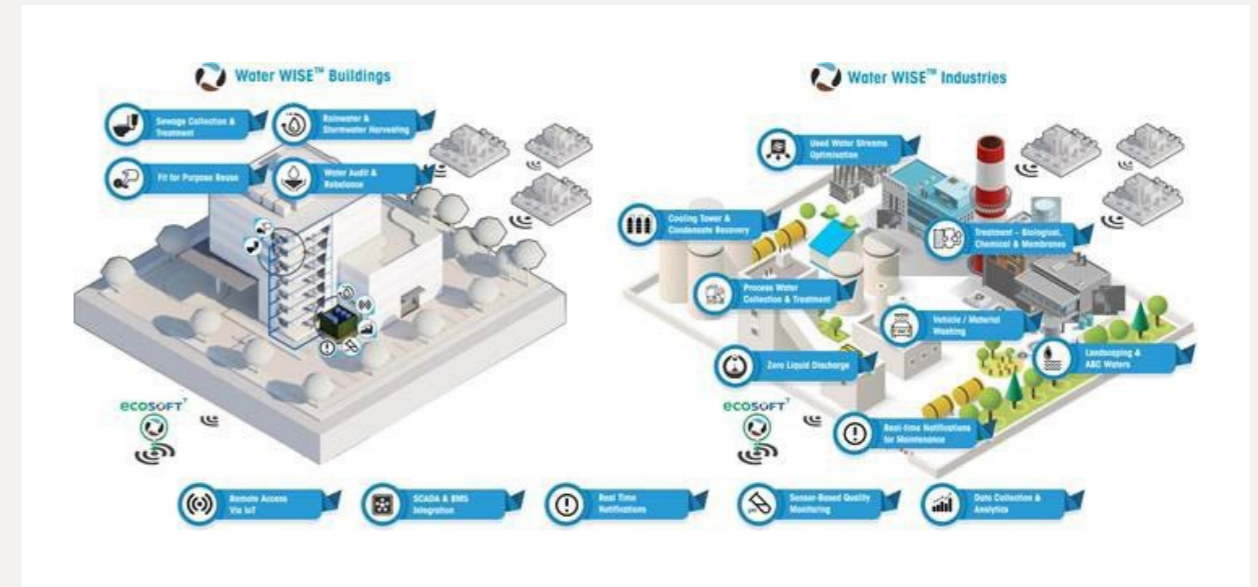 Water WISE™ Buildings
Sewage Collection &
Treatment
Rainwater &
Stormwater Harvesting
Fit for Purpose Reuse
Water Audit &
Rebalance
ecosoft
Water WISE™ Industries
Used Water Streams
Optimisation
Cooling Tower &
Condensate Recovery
Treatment – Biological,
Chemical & Membranes
Process Water
Collection & Treatment
Vehicle / Material
Washing
Zero Liquid Discharge
Landscaping &
ABC Waters
ecosoft
Real-time Notifications
for Maintenance
Remote Access
Via IoT
SCADA & BMS
Integration
Real Time
Notifications
Sensor-Based Quality
Monitoring
Data Collection &
Analytics